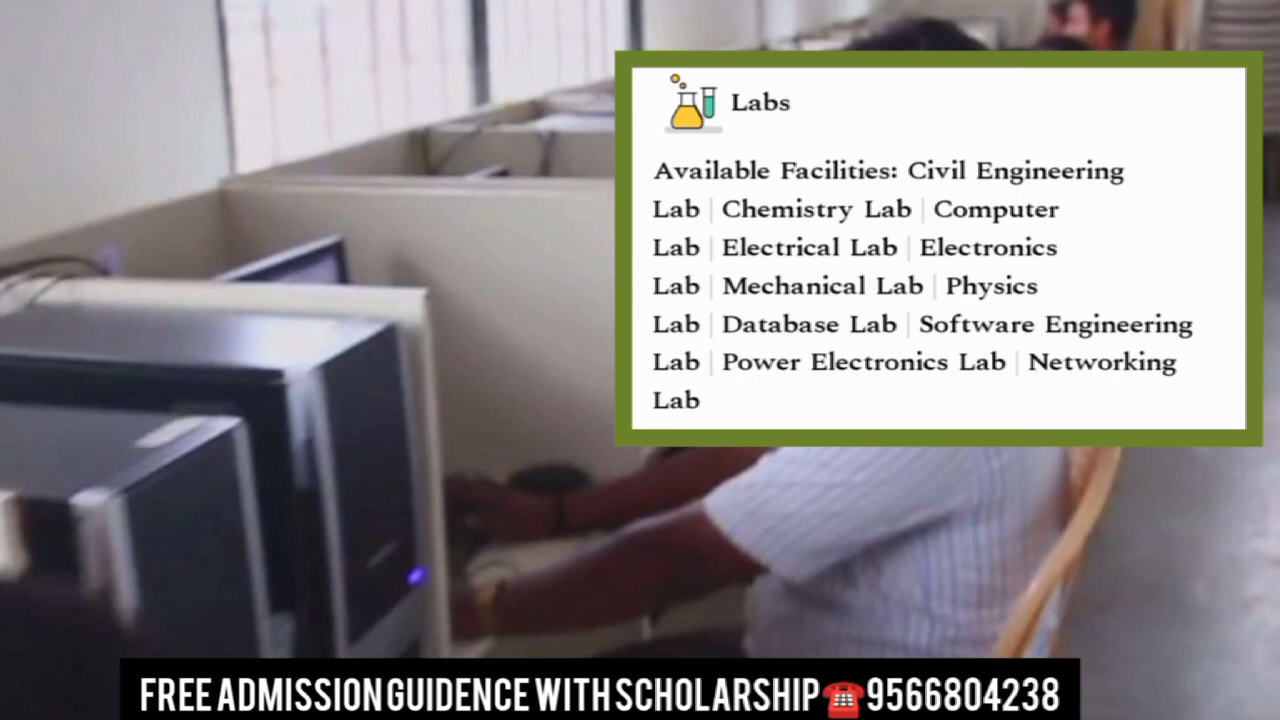 Labs
Available Facilities: Civil Engineering
Lab | Chemistry Lab | Computer
Lab | Electrical Lab | Electronics
Lab | Mechanical Lab | Physics
Lab | Database Lab | Software Engineering
Lab | Power Electronics Lab | Networking
Lab
FREE ADMISSION GUIDENCE WITH SCHOLARSHIP☎️9566804238